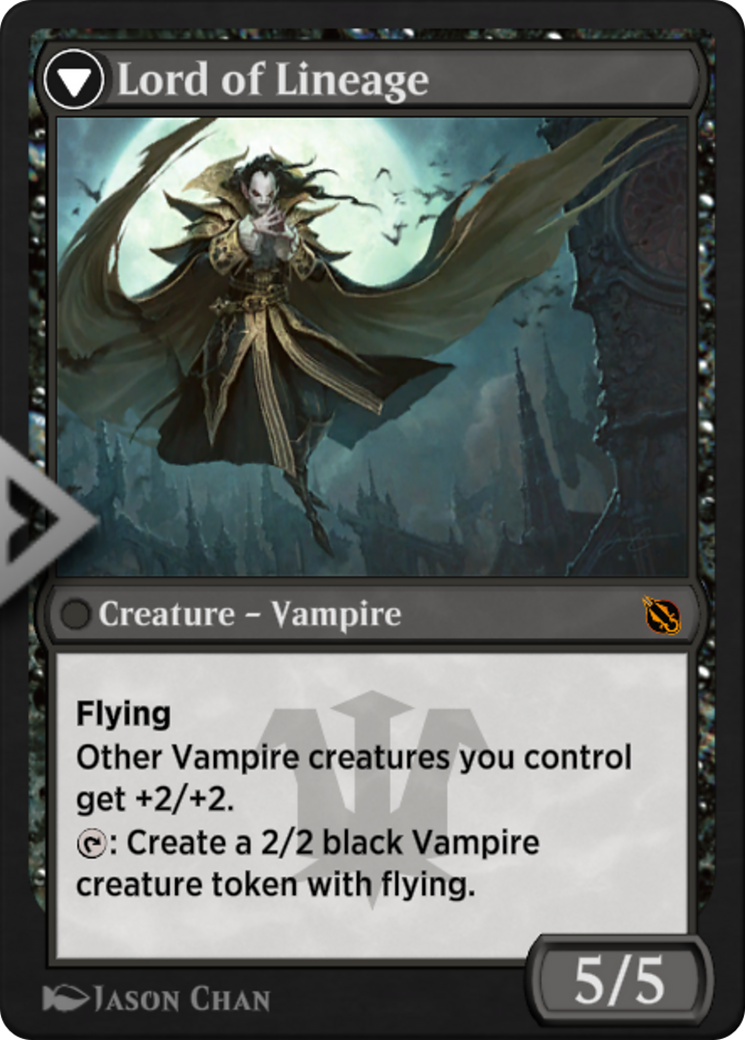 Lord of Lineage
Creature – Vampire
Flying
Other Vampire creatures you control
get +2/+2.
: Create a 2/2 black Vampire
creature token with flying.
5/5
Jason Chan